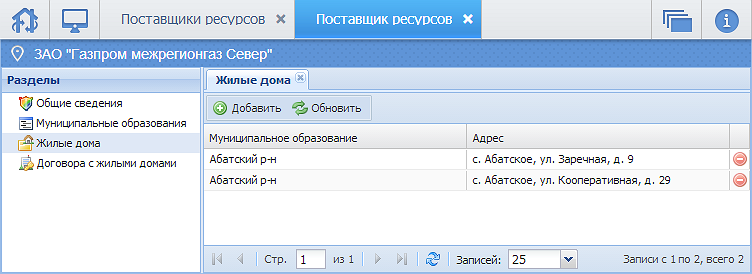 Поставщики ресурсов
Поставщик ресурсов
ЗАО "Газпром межрегионгаз Север"
Разделы
Общие сведения
Муниципальные образования
Жилые дома
Договора с жилыми домами
Жилые дома
Добавить
Обновить
Муниципальное образование
Адрес
Абатский р-н
с. Абатское, ул. Заречная, д. 9
Абатский р-н
с. Абатское, ул. Кооперативная, д. 29
Стр. 1 из 1
Записей: 25
Записи с 1 по 2, всего 2